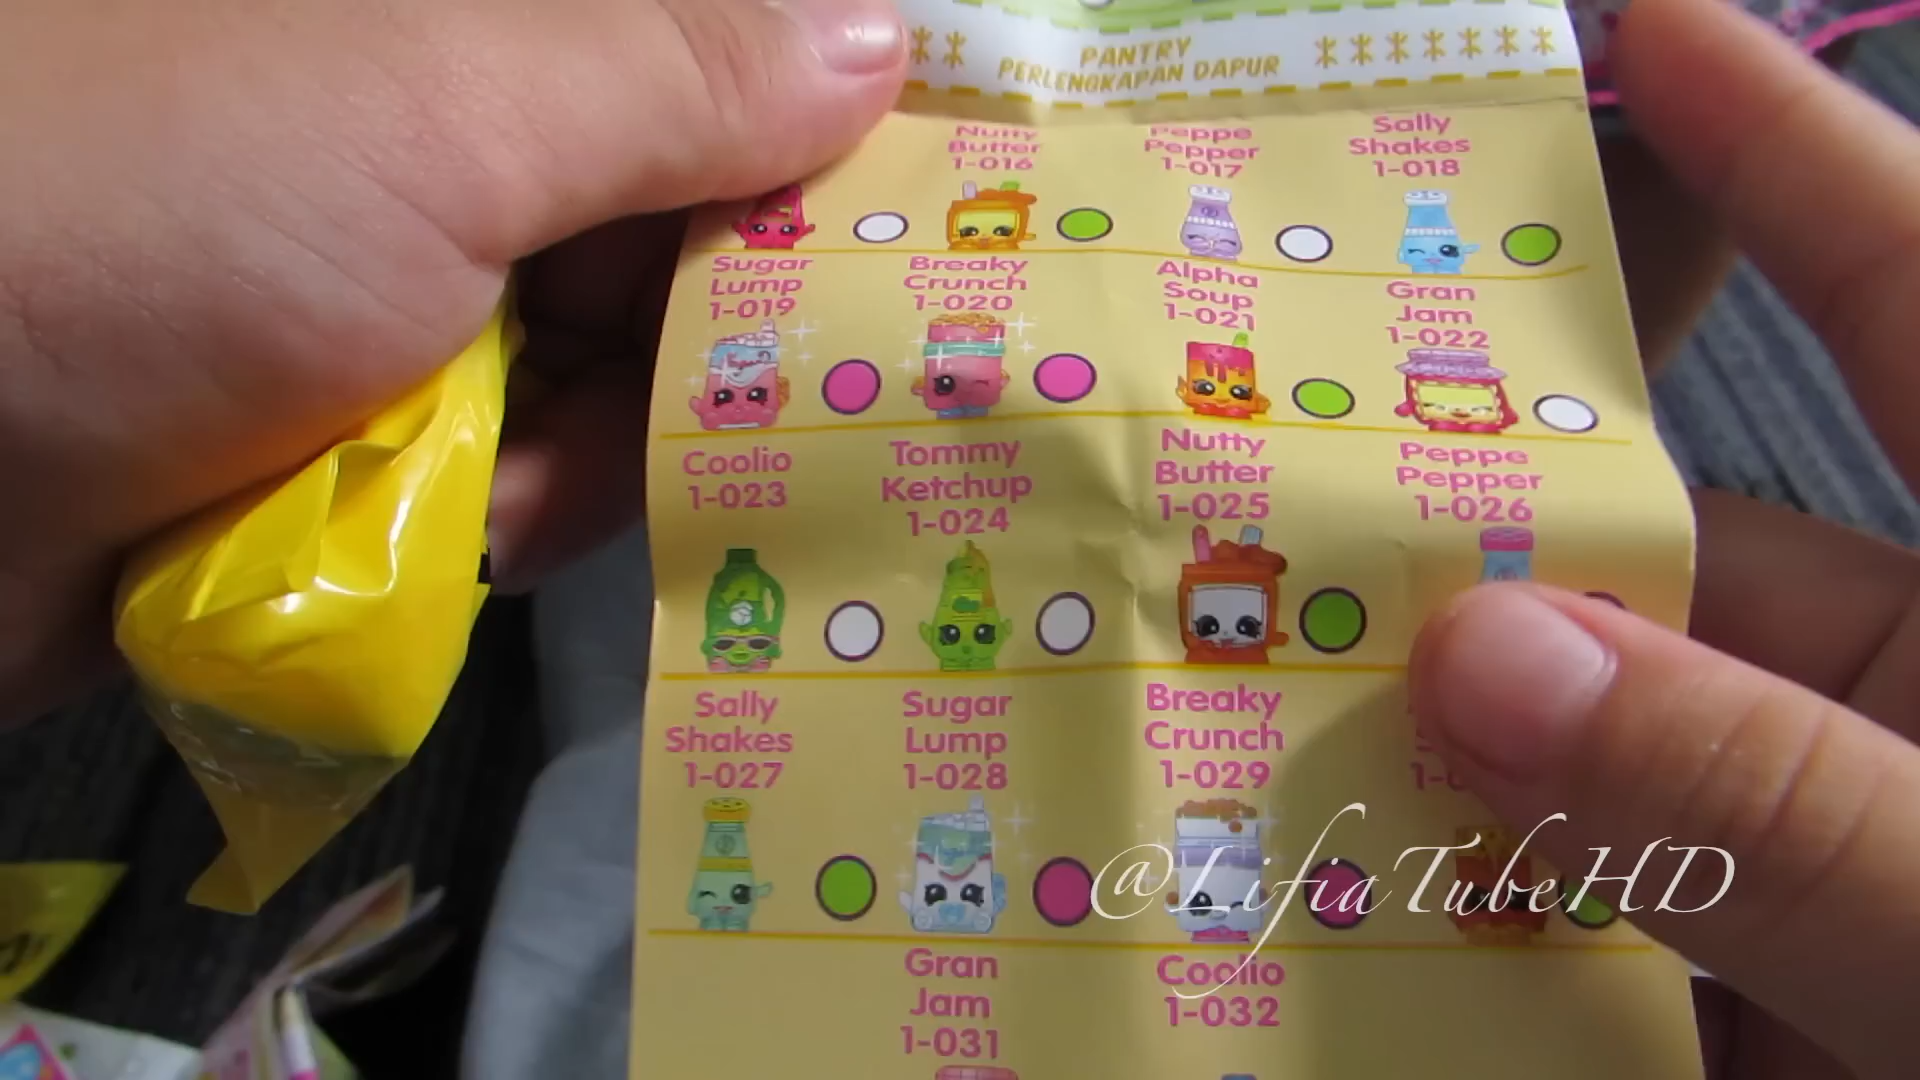 PANTRY
PERLENGKAPAN DAPUR
Nutty
Butter
1-016
Peppe
Pepper
1-017
Sally
Shakes
1-018
Sugar
Lump
1-019
Breaky
Crunch
1-020
Alpha
Soup
1-021
Gran
Jam
1-022
Coolio
1-023
Tommy
Ketchup
1-024
Nutty
Butter
1-025
Peppe
Pepper
1-026
Sally
Shakes
1-027
Sugar
Lump
1-028
Breaky
Crunch
1-029
Gran
Jam
1-031
Coolio
1-032
@LifiaTubeHD